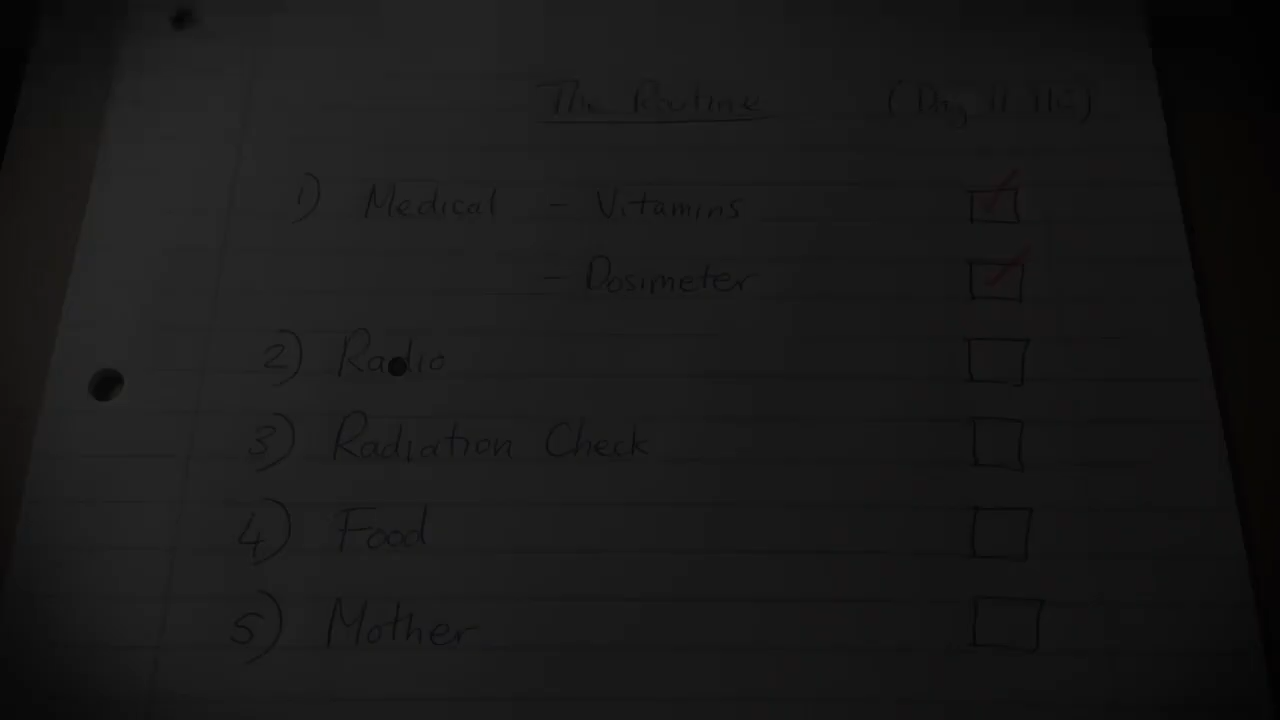 The Routine
1) Medical - Vitamins
- Dosimeter
2) Radio
3) Radiation Check
4) Food
5) Mother